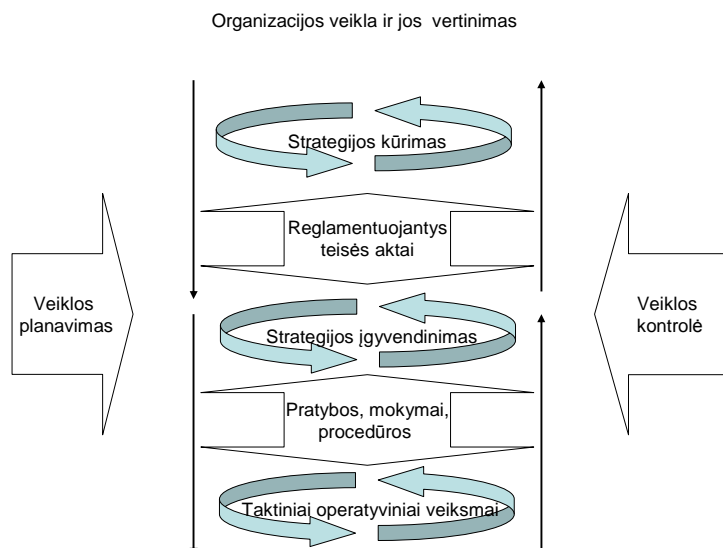 Organizacijos veikla ir jos vertinimas
Strategijos kūrimas
Reglamentuojantys
teisės aktai
Veiklos
planavimas
Strategijos įgyvendinimas
Veiklos
kontrolė
Pratybos, mokymai,
procedūros
Taktiniai operatyviniai veiksmai